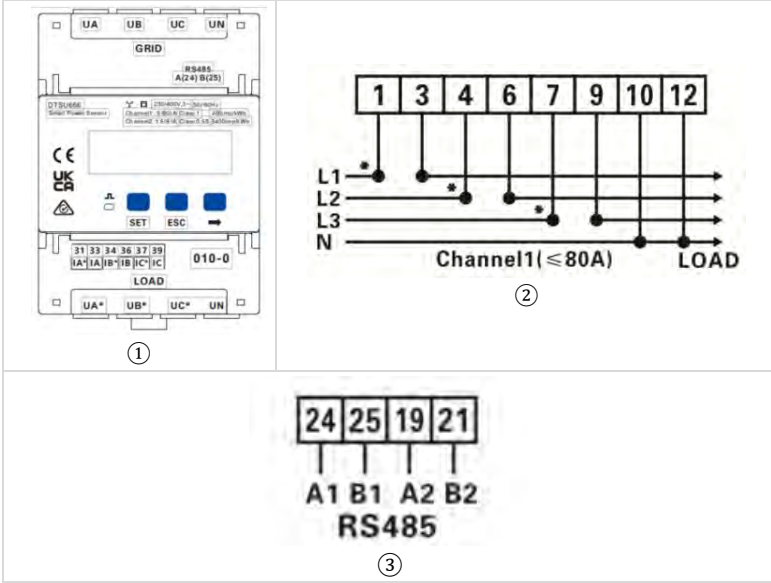 UA UB UC UN
GRID
RS485
A(24) B(25)
DTSU666
Smart Power Sensor
CE
UK
CA
SET ESC
31 33 34 36 37 39
IA* IA IB* IB IC* IC
010-0
LOAD
UA* UB* UC* UN
①
1 3 4 6 7 9 10 12
* L1
* L2
* L3
N
Channel1(≤80A) LOAD
②
24 25 19 21
A1 B1 A2 B2
RS485
③